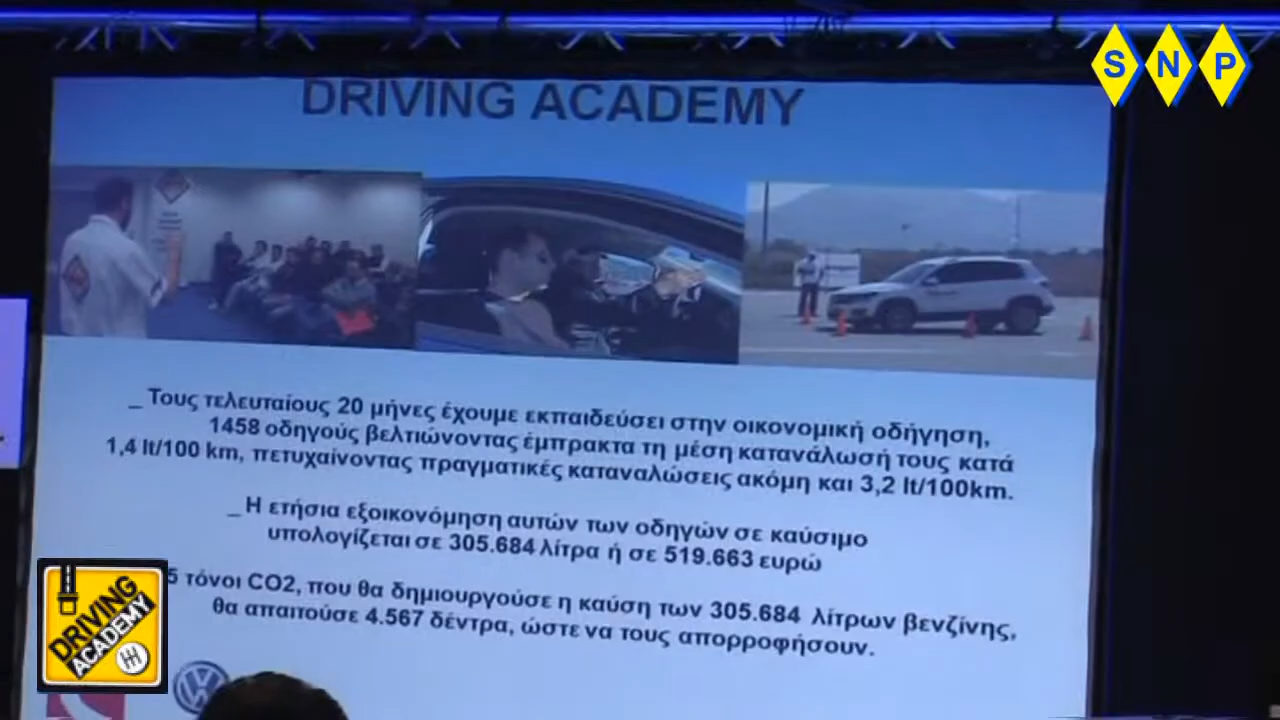 S N P
DRIVING ACADEMY
_ Τους τελευταίους 20 μήνες έχουμε εκπαιδεύσει στην οικονομική οδήγηση,
1458 οδηγούς βελτιώνοντας έμπρακτα τη μέση κατανάλωσή τους κατά
1,4 lt/100 km, πετυχαίνοντας πραγματικές καταναλώσεις ακόμη και 3,2 lt/100km.
_ Η ετήσια εξοικονόμηση αυτών των οδηγών σε καύσιμο
υπολογίζεται σε 305.684 λίτρα ή σε 519.663 ευρώ
5 τόνοι CO2, που θα δημιουργούσε η καύση των 305.684 λίτρων βενζίνης,
θα απαιτούσε 4.567 δέντρα, ώστε να τους απορροφήσουν.
DRIVING
ACADEMY
VW